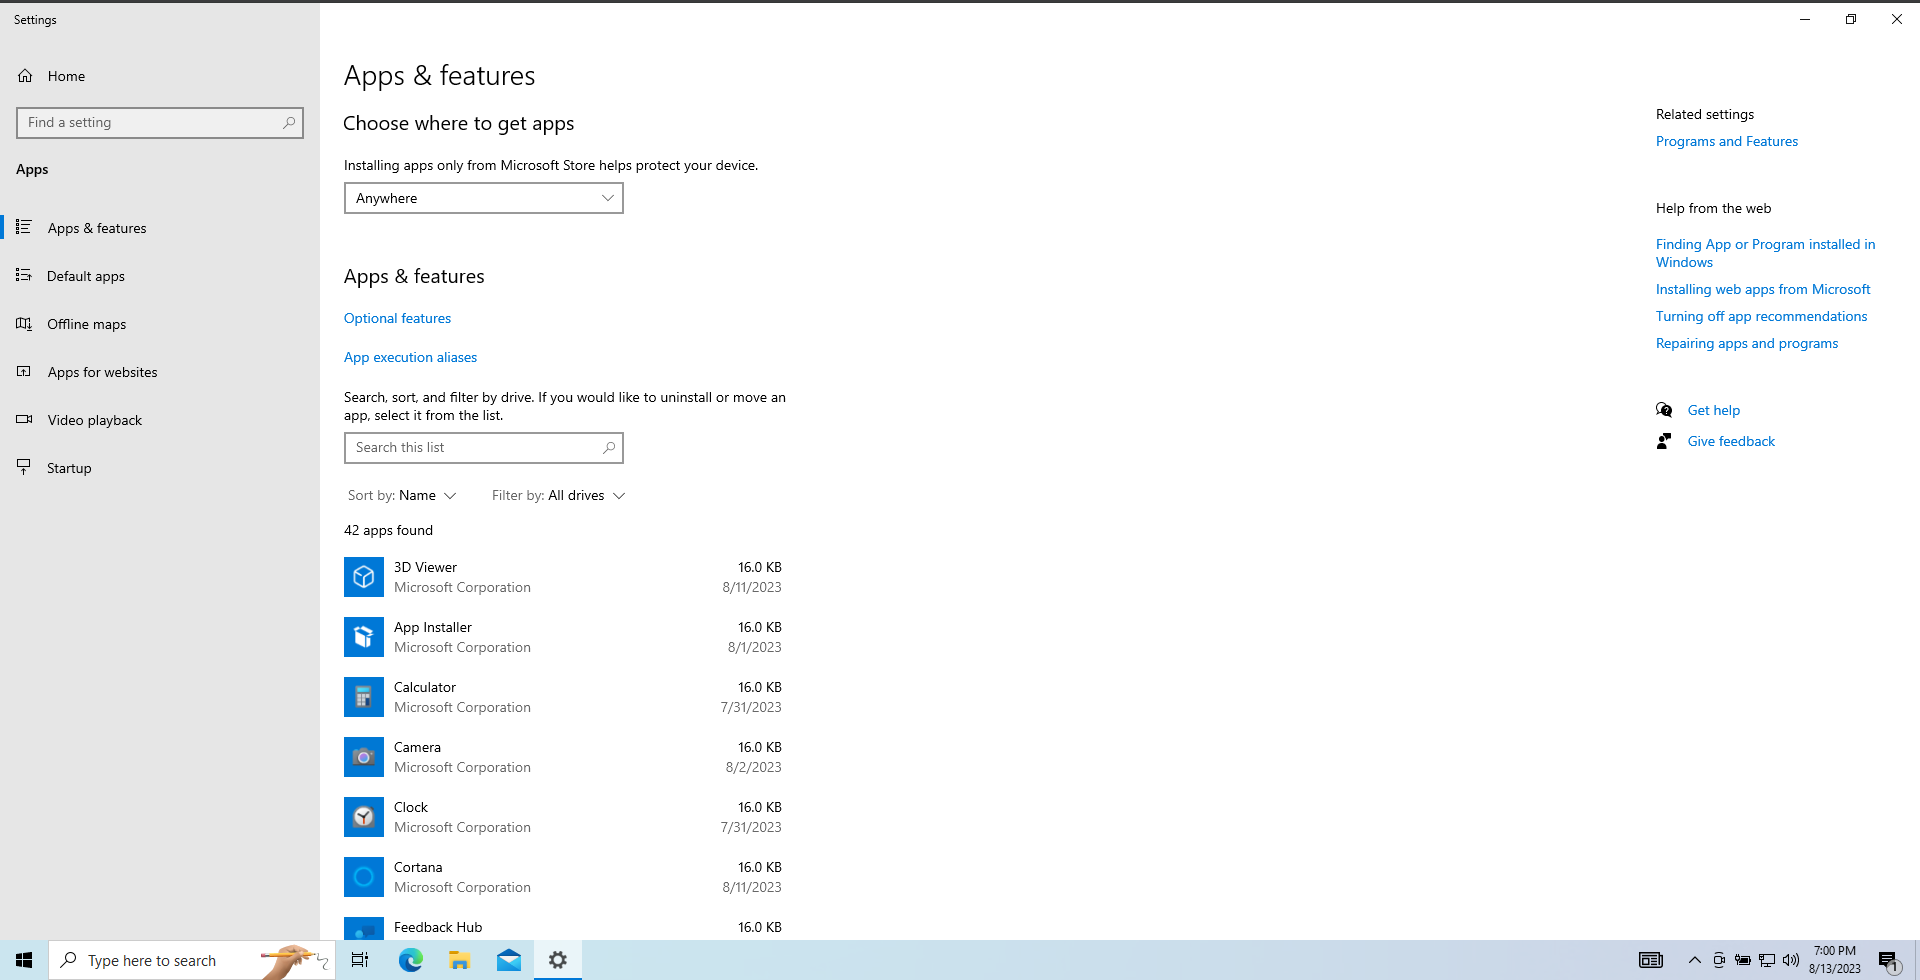 Settings
Home
Find a setting
Apps
Apps & features
Default apps
Offline maps
Apps for websites
Video playback
Startup
Apps & features
Choose where to get apps
Installing apps only from Microsoft Store helps protect your device.
Anywhere
Apps & features
Optional features
App execution aliases
Search, sort, and filter by drive. If you would like to uninstall or move an
app, select it from the list.
Search this list
Sort by: Name Filter by: All drives
42 apps found
3D Viewer 16.0 KB
Microsoft Corporation 8/11/2023
App Installer 16.0 KB
Microsoft Corporation 8/1/2023
Calculator 16.0 KB
Microsoft Corporation 7/31/2023
Camera 16.0 KB
Microsoft Corporation 8/2/2023
Clock 16.0 KB
Microsoft Corporation 7/31/2023
Cortana 16.0 KB
Microsoft Corporation 8/11/2023
Feedback Hub 16.0 KB
Related settings
Programs and Features
Help from the web
Finding App or Program installed in
Windows
Installing web apps from Microsoft
Turning off app recommendations
Repairing apps and programs
Get help
Give feedback
Type here to search
7:00 PM
8/13/2023
1